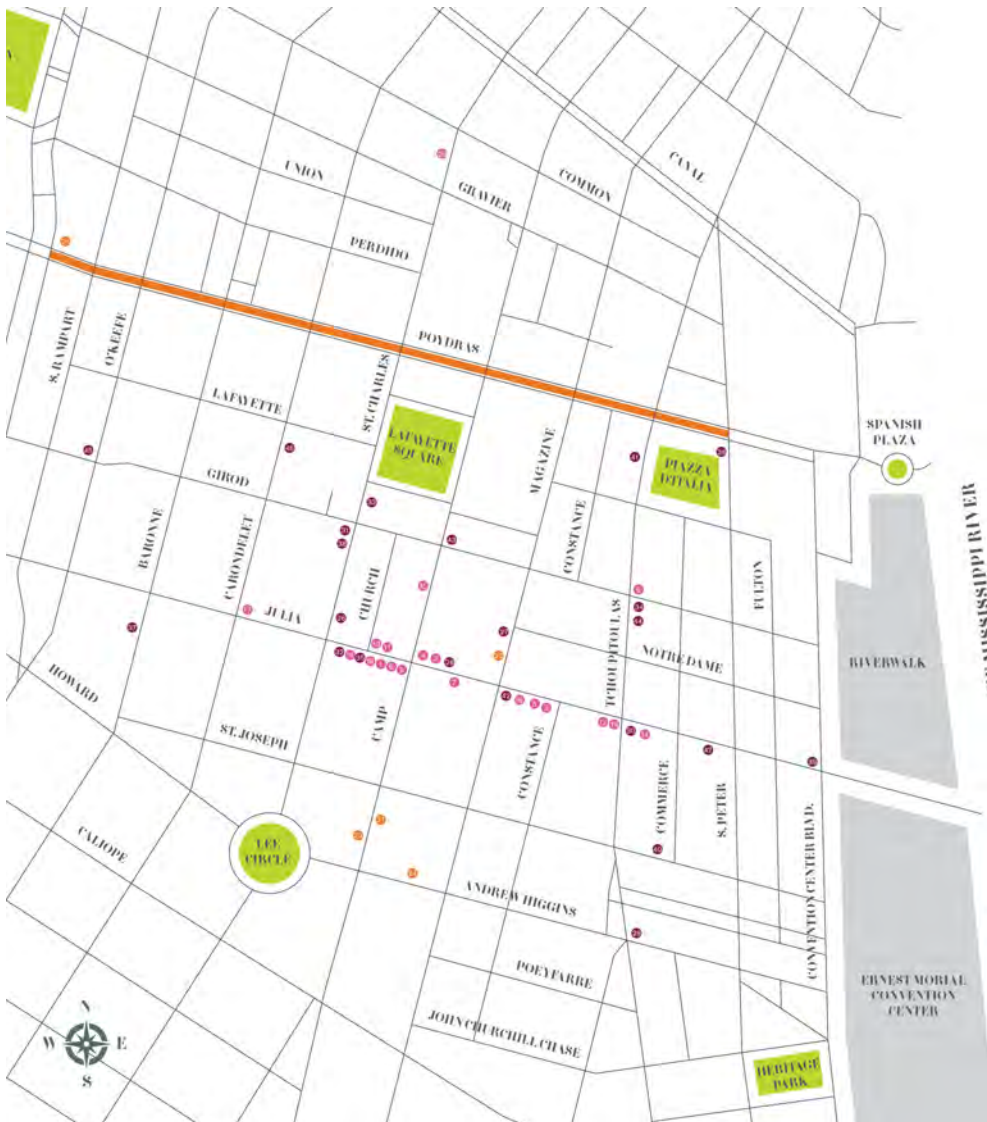 N.
UNION
GRAVIER
COMMON
CANAL
PERDIDO
S. RAMPART
O'KEEFE
POYDRAS
ST. CHARLES
LAFAYETTE
LAFAYETTE
SQUARE
SPANISH
PLAZA
MAGAZINE
PIAZZA
D'ITALIA
GIROD
BARONNE
CARONDELET
CHURCH
CONSTANCE
FULTON
JULIA
TCHOUPITOULAS
NOTRE DAME
RIVERWALK
MISSISSIPPI RIVER
HOWARD
ST. JOSEPH
CAMP
CONSTANCE
COMMERCE
S. PETER
CONVENTION CENTER BLVD.
LEE
CIRCLE
CALIOPE
ANDREW HIGGINS
POEYFARRE
ERNEST MORIAL
CONVENTION
CENTER
JOHN CHURCHILL CHASE
N
W E
S
HERITAGE
PARK